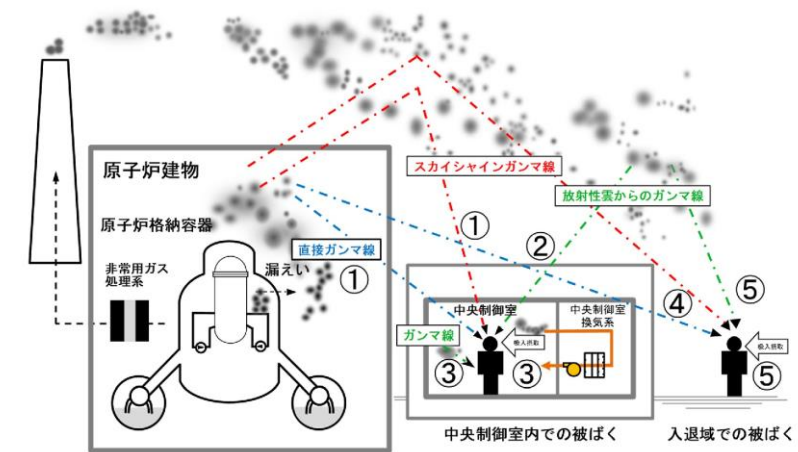 原子炉建物
原子炉格納容器
非常用ガス
処理系
漏えい
直接ガンマ線
①
スカイシャインガンマ線
①
放射性雲からのガンマ線
②
④
⑤
中央制御室
中央制御室
換気系
ガンマ線
吸入摂取
③
③
吸入摂取
⑤
中央制御室内での被ばく
入退域での被ばく